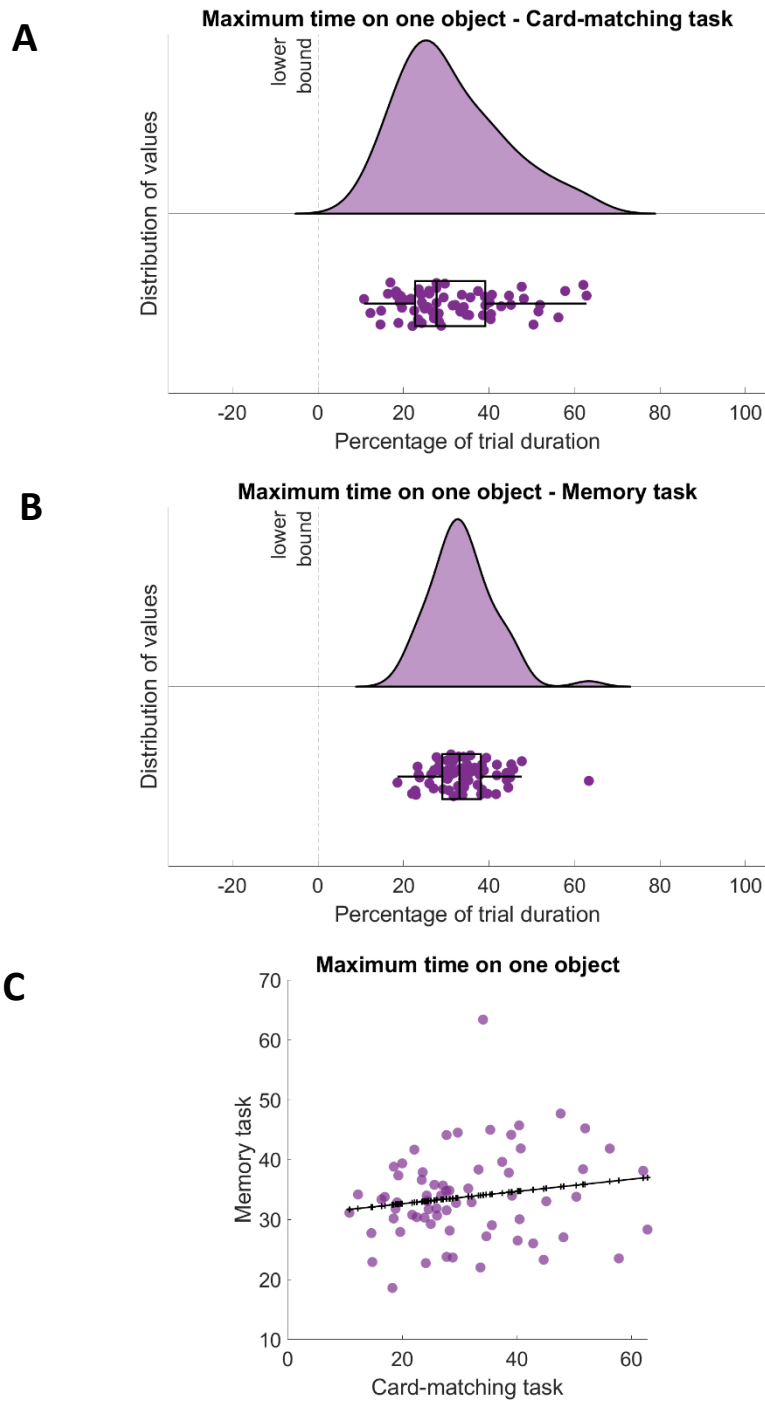 A
Maximum time on one object - Card-matching task
lower
bound
Distribution of values
-20 0 20 40 60 80 100
Percentage of trial duration
B
Maximum time on one object - Memory task
lower
bound
Distribution of values
-20 0 20 40 60 80 100
Percentage of trial duration
C
Maximum time on one object
70
60
50
40
30
20
10
Memory task
0 20 40 60
Card-matching task